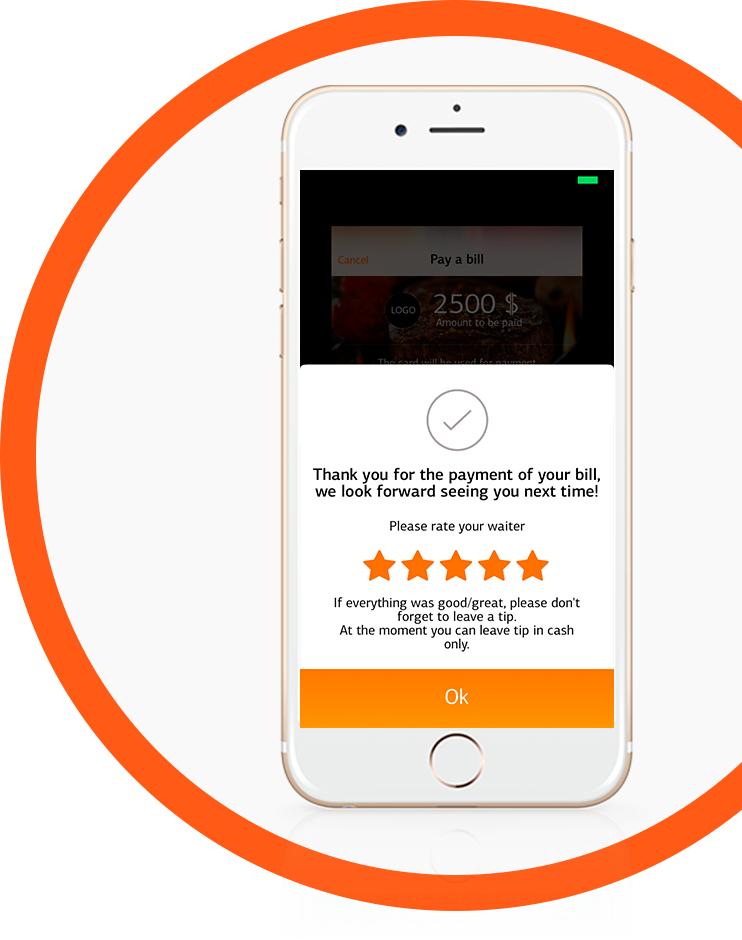 Cancel
Pay a bill
LOGO
2500 $
Amount to be paid
The card will be used for payment
Thank you for the payment of your bill,
we look forward seeing you next time!
Please rate your waiter
If everything was good/great, please don't
forget to leave a tip.
At the moment you can leave tip in cash
only.
Ok